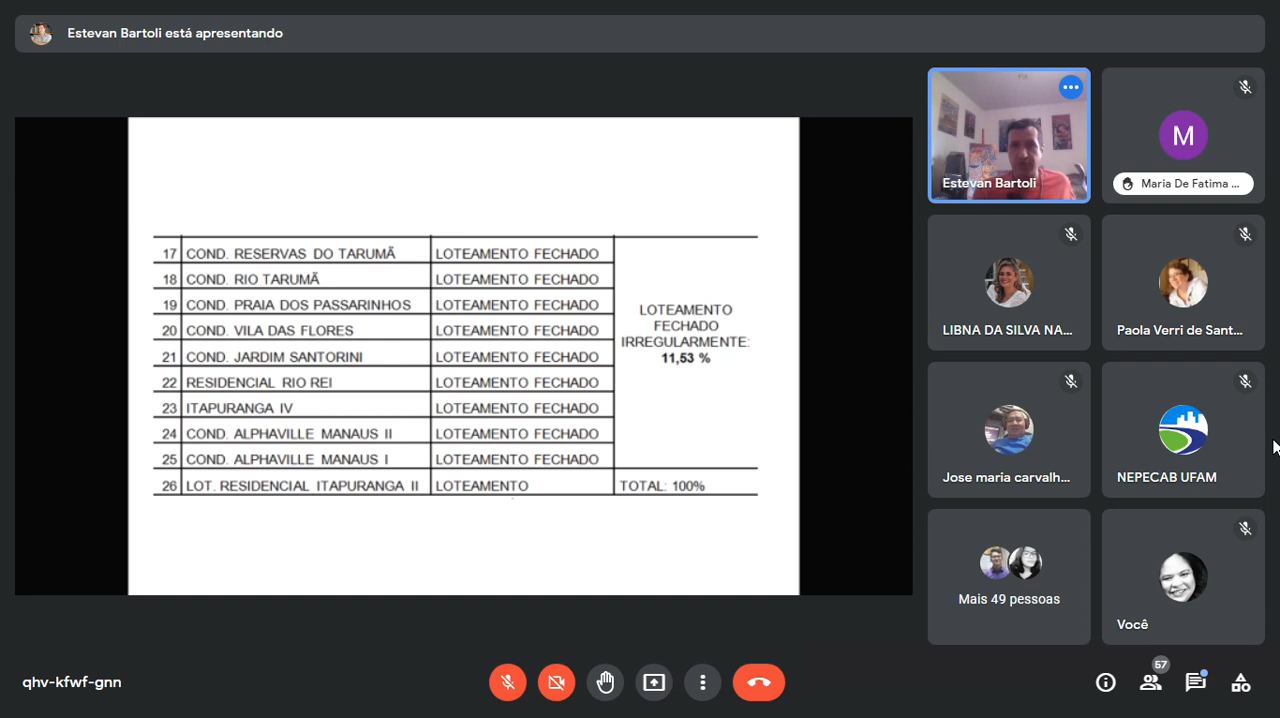 Estevan Bartoli está apresentando
17 COND. RESERVAS DO TARUMÃ LOTEAMENTO FECHADO
18 COND. RIO TARUMÃ LOTEAMENTO FECHADO
19 COND. PRAIA DOS PASSARINHOS LOTEAMENTO FECHADO
20 COND. VILA DAS FLORES LOTEAMENTO FECHADO
21 COND. JARDIM SANTORINI LOTEAMENTO FECHADO
22 RESIDENCIAL RIO REI LOTEAMENTO FECHADO
23 ITAPURANGA IV LOTEAMENTO FECHADO
24 COND. ALPHAVILLE MANAUS II LOTEAMENTO FECHADO
25 COND. ALPHAVILLE MANAUS I LOTEAMENTO FECHADO
LOTEAMENTO
FECHADO
IRREGULARMENTE:
11,53 %
26 LOT. RESIDENCIAL ITAPURANGA II LOTEAMENTO TOTAL: 100%
Estevan Bartoli
M
Maria De Fatima ...
LIBNA DA SILVA NA...
Paola Verri de Sant...
Jose maria carvalh...
NEPECAB UFAM
Mais 49 pessoas
Você
qhv-kfwf-gnn
57